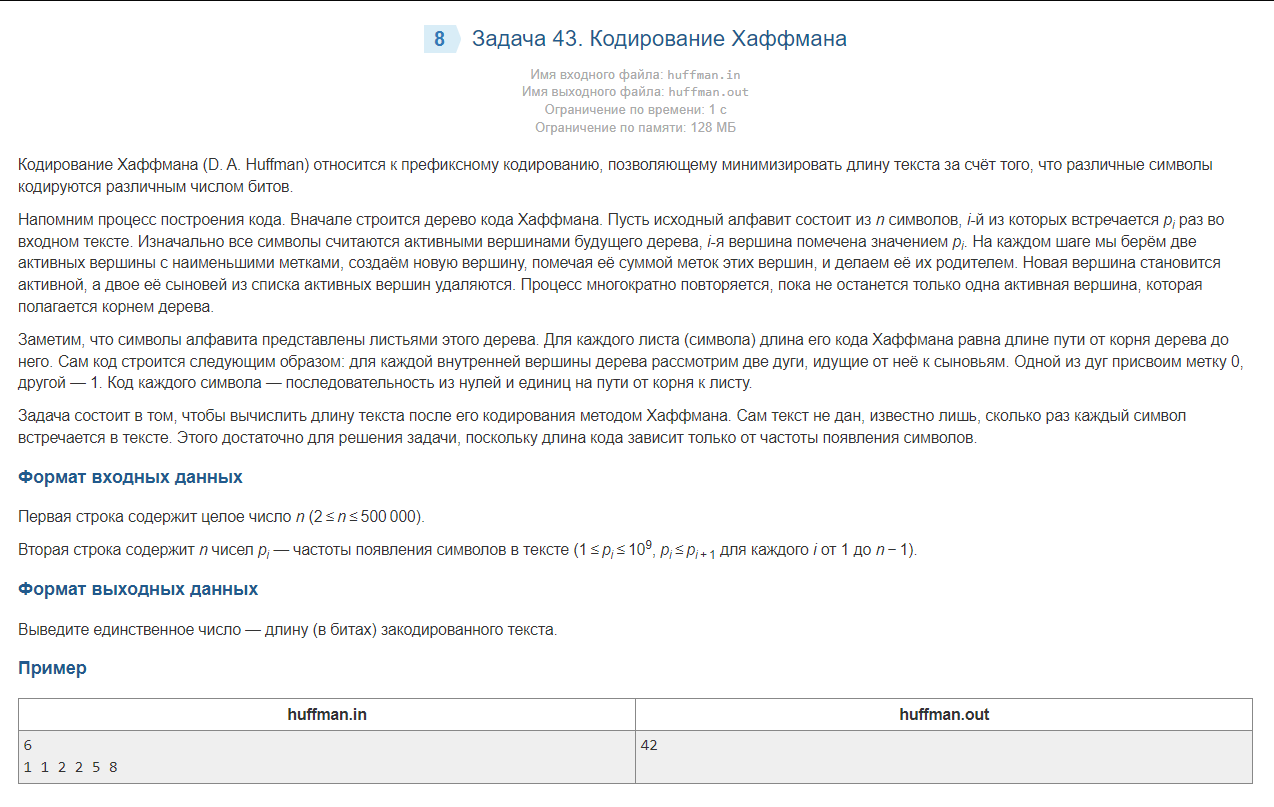 8 Задача 43. Кодирование Хаффмана
Имя входного файла: huffman.in
Имя выходного файла: huffman.out
Ограничение по времени: 1 с
Ограничение по памяти: 128 МБ
Кодирование Хаффмана (D. A. Huffman) относится к префиксному кодированию, позволяющему минимизировать длину текста за счёт того, что различные символы
кодируются различным числом битов.
Напомним процесс построения кода. Вначале строится дерево кода Хаффмана. Пусть исходный алфавит состоит из n символов, i-й из которых встречается p_i раз во
входном тексте. Изначально все символы считаются активными вершинами будущего дерева, i-я вершина помечена значением p_i. На каждом шаге мы берём две
активных вершины с наименьшими метками, создаём новую вершину, помечая её суммой меток этих вершин, и делаем её их родителем. Новая вершина становится
активной, а двое её сыновей из списка активных вершин удаляются. Процесс многократно повторяется, пока не останется только одна активная вершина, которая
полагается корнем дерева.
Заметим, что символы алфавита представлены листьями этого дерева. Для каждого листа (символа) длина его кода Хаффмана равна длине пути от корня дерева до
него. Сам код строится следующим образом: для каждой внутренней вершины дерева рассмотрим две дуги, идущие от неё к сыновьям. Одной из дуг присвоим метку 0,
другой — 1. Код каждого символа — последовательность из нулей и единиц на пути от корня к листу.
Задача состоит в том, чтобы вычислить длину текста после его кодирования методом Хаффмана. Сам текст не дан, известно лишь, сколько раз каждый символ
встречается в тексте. Этого достаточно для решения задачи, поскольку длина кода зависит только от частоты появления символов.
Формат входных данных
Первая строка содержит целое число n (2 ≤ n ≤ 500 000).
Вторая строка содержит n чисел p_i — частоты появления символов в тексте (1 ≤ p_i ≤ 10⁹, p_i ≤ p_{i + 1} для каждого i от 1 до n − 1).
Формат выходных данных
Выведите единственное число — длину (в битах) закодированного текста.
Пример
huffman.in huffman.out
6 42
1 1 2 2 5 8